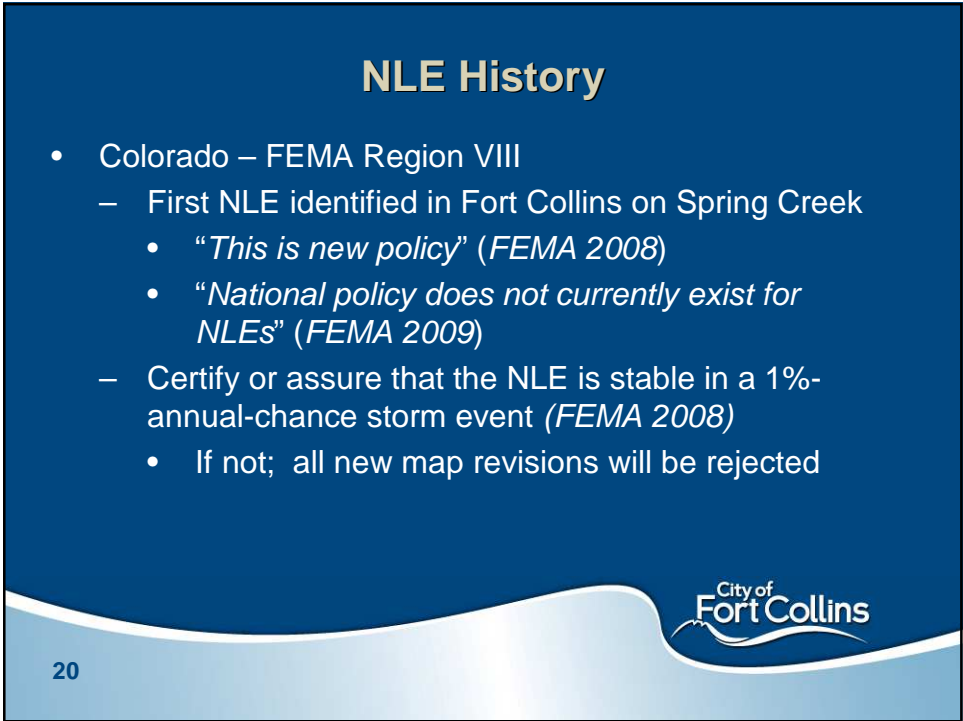 NLE History
• Colorado – FEMA Region VIII
– First NLE identified in Fort Collins on Spring Creek
• “This is new policy” (FEMA 2008)
• “National policy does not currently exist for
NLEs” (FEMA 2009)
– Certify or assure that the NLE is stable in a 1%-
annual-chance storm event (FEMA 2008)
• If not; all new map revisions will be rejected
City of
Fort Collins
20